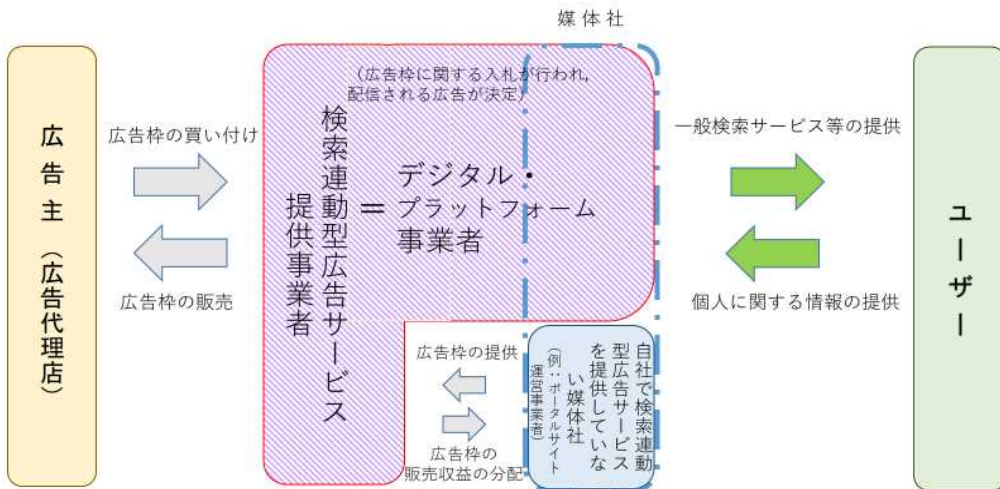 媒体社
広告主（広告代理店）
広告枠の買い付け
広告枠の販売
（広告枠に関する入札が行われ，
配信される広告が決定）
検索連動型広告サービス
提供事業者
＝
デジタル・
プラットフォーム
事業者
広告枠の提供
広告枠の
販売収益の分配
自社で検索連動
型広告サービス
を提供していな
い媒体社
（例：ポータルサイト
運営事業者）
一般検索サービス等の提供
個人に関する情報の提供
ユーザー